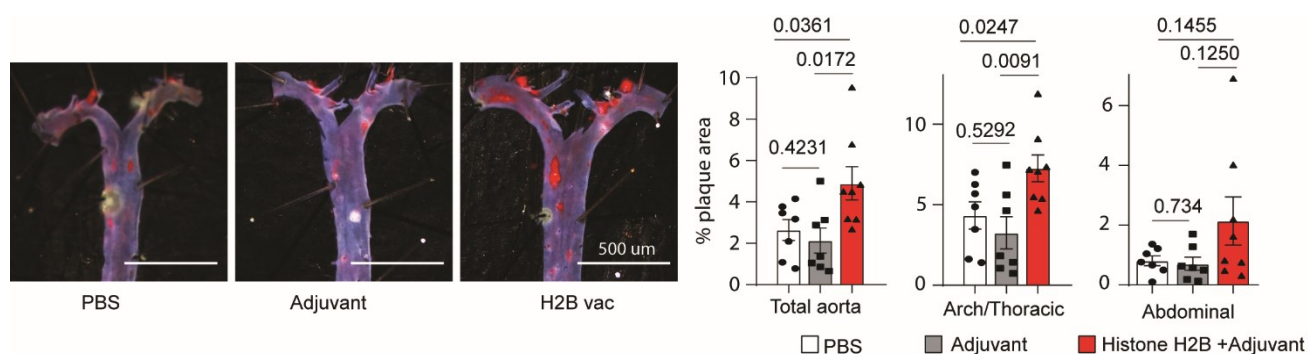 500 um
PBS
Adjuvant
H2B vac
% plaque area
0.0361
0.0172
0.4231
10
8
6
4
2
0
Total aorta
0.0247
0.0091
0.5292
10
5
0
Arch/Thoracic
0.1455
0.1250
0.734
6
4
2
0
Abdominal
PBS
Adjuvant
Histone H2B +Adjuvant